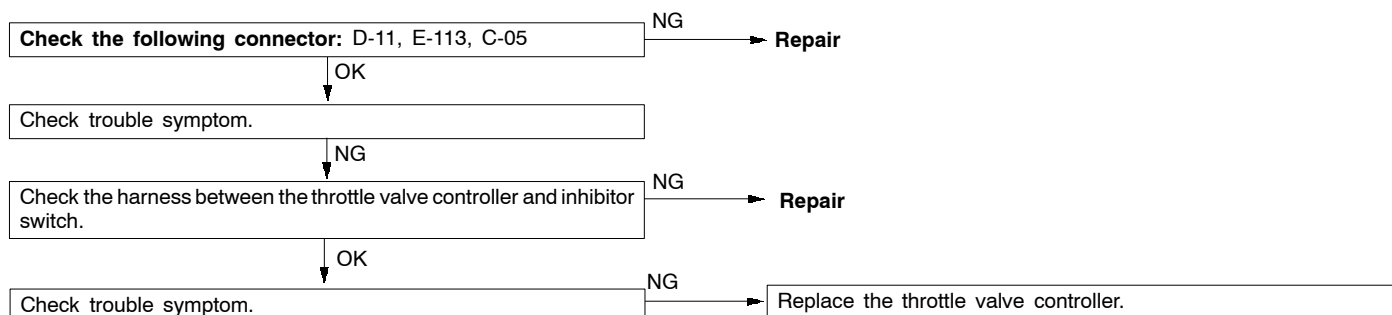 NG
Check the following connector: D-11, E-113, C-05
Repair
OK
Check trouble symptom.
NG
Check the harness between the throttle valve controller and inhibitor
switch.
NG
Repair
OK
Check trouble symptom.
NG
Replace the throttle valve controller.